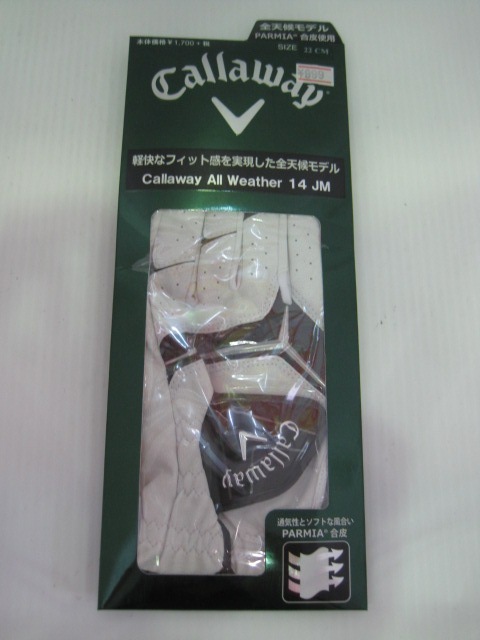 全天候モデル
本体価格￥1,700+税
PARMIA® 合皮使用
SIZE 22 CM
Callaway
軽快なフィット感を実現した全天候モデル
Callaway All Weather 14 JM
Callaway
通気性とソフトな風合い
PARMIA® 合皮